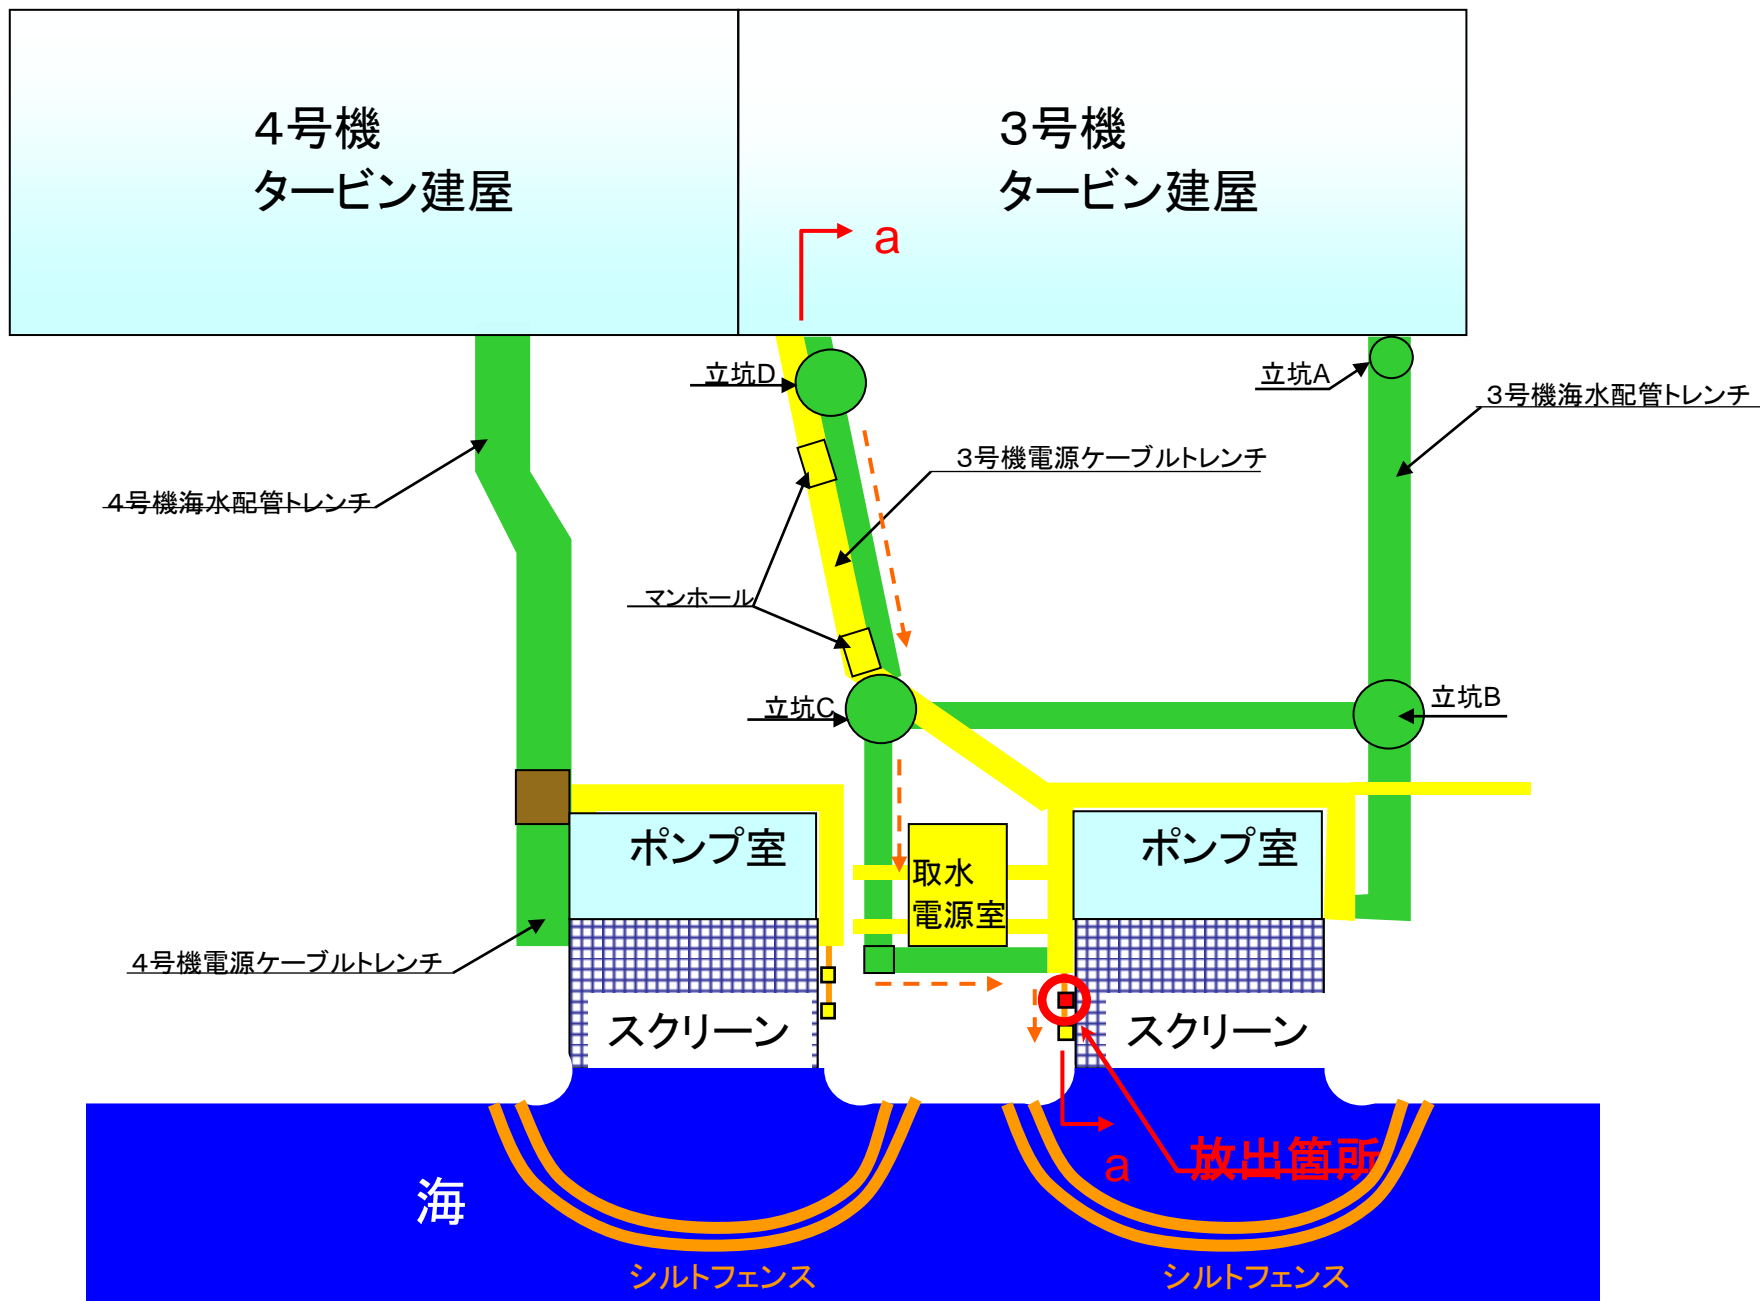 ４号機
タービン建屋
３号機
タービン建屋
a
立坑D
立坑A
３号機海水配管トレンチ
３号機電源ケーブルトレンチ
４号機海水配管トレンチ
マンホール
立坑C
立坑B
ポンプ室
取水
電源室
ポンプ室
４号機電源ケーブルトレンチ
スクリーン
スクリーン
a
放出箇所
海
シルトフェンス
シルトフェンス